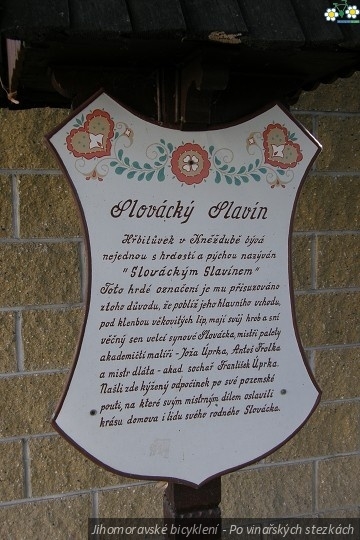 Slovácký Slavín
Hřbitůvek v Kněždubě bývá
nejednou s hrdostí a pýchou nazýván
"Slováckým Slavínem"
Toto hrdé označení je mu přisuzováno
z toho důvodu, že poblíž jeho hlavního vchodu,
pod klenbou věkovitých lip, mají svůj hrob a sní
věčný sen velcí synové Slovácka, mistři palety
akademičtí malíři - Joža Úprka, Antoš Frolka
a mistr dláta - akad. sochař František Úprka.
Našli zde kýžený odpočinek po své pozemské
pouti, na které svým mistrným dílem oslavili
krásu domova i lidu svého rodného Slovácka.
Jihomoravské bicyklení - Po vinařských stezkách